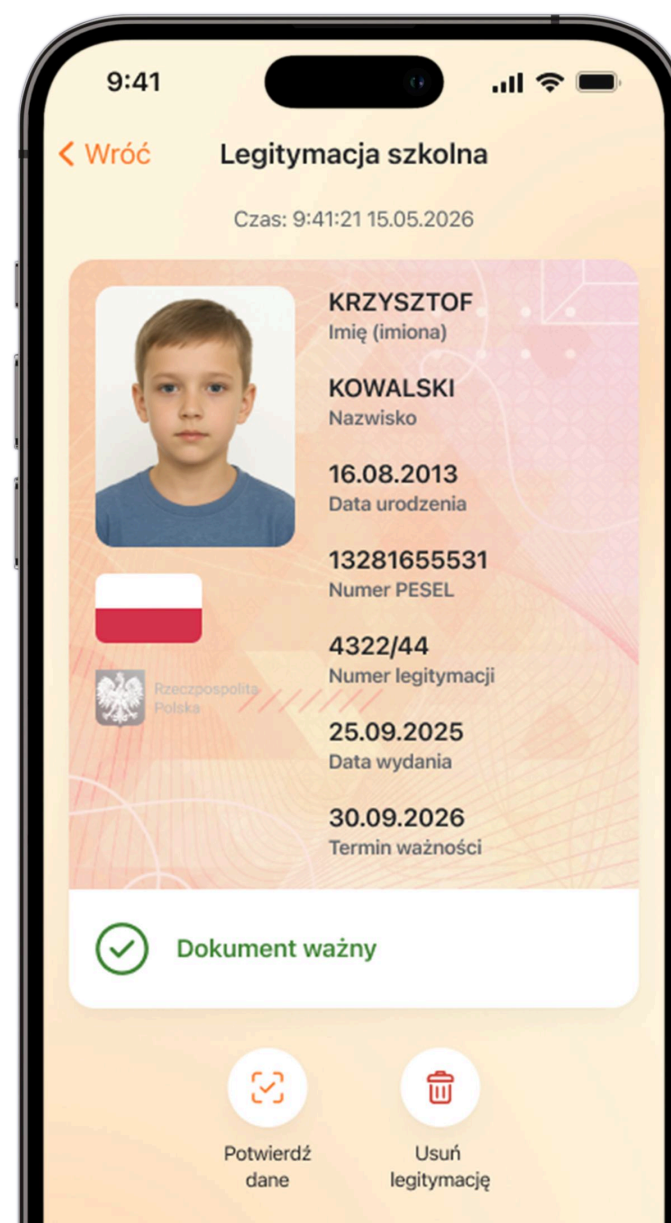 9:41
Wróć
Legitymacja szkolna
Czas: 9:41:21 15.05.2026
KRZYSZTOF
Imię (imiona)
KOWALSKI
Nazwisko
16.08.2013
Data urodzenia
13281655531
Numer PESEL
4322/44
Numer legitymacji
Rzeczpospolita
Polska
25.09.2025
Data wydania
30.09.2026
Termin ważności
Dokument ważny
Potwierdź
dane
Usuń
legitymację